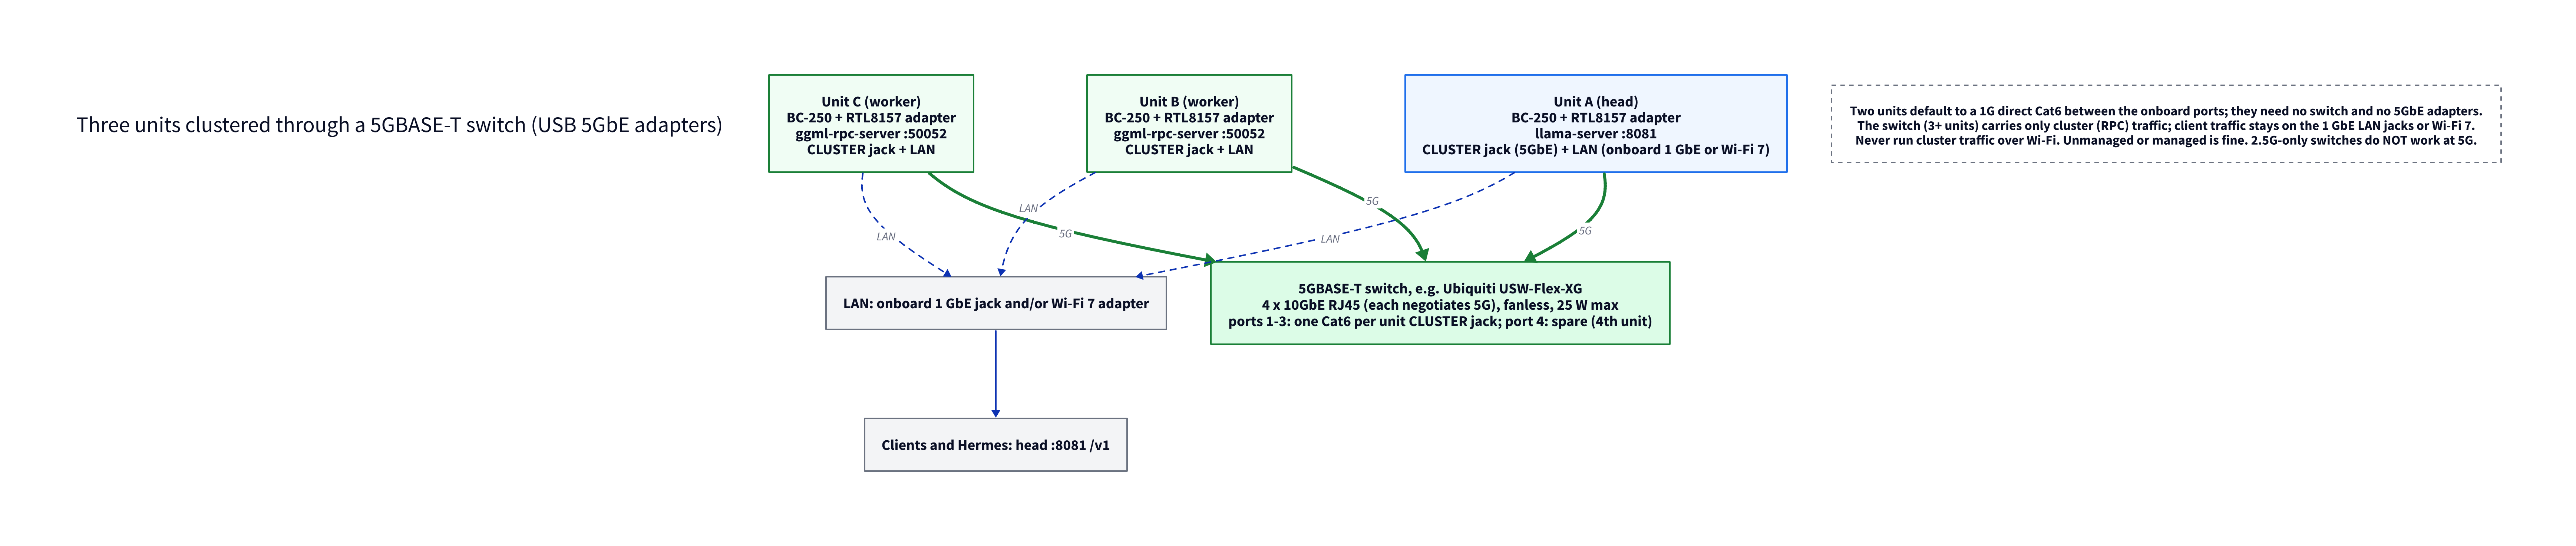 Three units clustered through a 5GBASE-T switch (USB 5GbE adapters)
Unit C (worker)
BC-250 + RTL8157 adapter
ggml-rpc-server :50052
CLUSTER jack + LAN
Unit B (worker)
BC-250 + RTL8157 adapter
ggml-rpc-server :50052
CLUSTER jack + LAN
Unit A (head)
BC-250 + RTL8157 adapter
llama-server :8081
CLUSTER jack (5GbE) + LAN (onboard 1 GbE or Wi-Fi 7)
Two units default to a 1G direct Cat6 between the onboard ports; they need no switch and no 5GbE adapters.
The switch (3+ units) carries only cluster (RPC) traffic; client traffic stays on the 1 GbE LAN jacks or Wi-Fi 7.
Never run cluster traffic over Wi-Fi. Unmanaged or managed is fine. 2.5G-only switches do NOT work at 5G.
LAN
LAN
5G
5G
LAN
5G
LAN: onboard 1 GbE jack and/or Wi-Fi 7 adapter
5GBASE-T switch, e.g. Ubiquiti USW-Flex-XG
4 x 10GbE RJ45 (each negotiates 5G), fanless, 25 W max
ports 1-3: one Cat6 per unit CLUSTER jack; port 4: spare (4th unit)
Clients and Hermes: head :8081 /v1